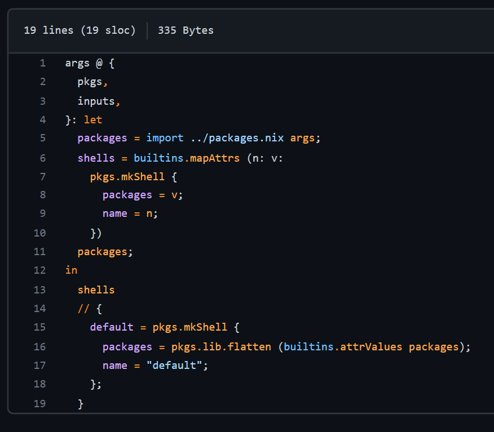 19 lines (19 sloc) 335 Bytes
1 args @ {
2   pkgs,
3   inputs,
4 }: let
5   packages = import ../packages.nix args;
6   shells = builtins.mapAttrs (n: v:
7     pkgs.mkShell {
8       packages = v;
9       name = n;
10     })
11   packages;
12 in
13   shells
14   // {
15     default = pkgs.mkShell {
16       packages = pkgs.lib.flatten (builtins.attrValues packages);
17       name = "default";
18     };
19   }